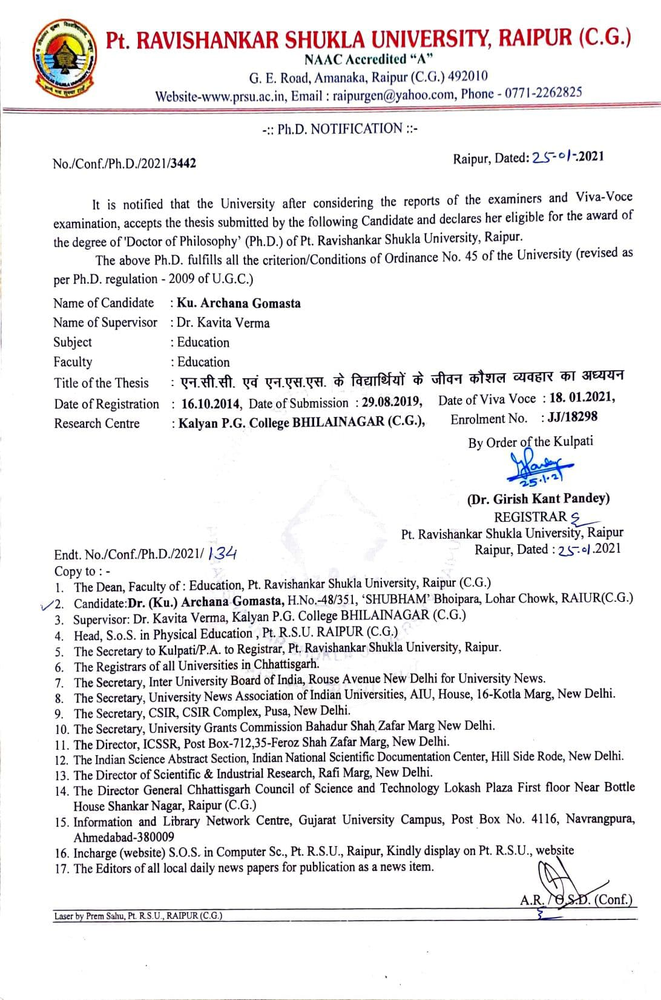 Pt. RAVISHANKAR SHUKLA UNIVERSITY, RAIPUR (C.G.)
NAAC Accredited “A”
G. E. Road, Amanaka, Raipur (C.G.) 492010
Website-www.prsu.ac.in, Email : raipurgen@yahoo.com, Phone - 0771-2262825
-:: Ph.D. NOTIFICATION ::-
No./Conf./Ph.D./2021/3442 Raipur, Dated: 25-01-.2021
It is notified that the University after considering the reports of the examiners and Viva-Voce
examination, accepts the thesis submitted by the following Candidate and declares her eligible for the award of
the degree of 'Doctor of Philosophy’ (Ph.D.) of Pt. Ravishankar Shukla University, Raipur.
The above Ph.D. fulfills all the criterion/Conditions of Ordinance No. 45 of the University (revised as
per Ph.D. regulation - 2009 of U.G.C.)
Name of Candidate : Ku. Archana Gomasta
Name of Supervisor : Dr. Kavita Verma
Subject : Education
Faculty : Education
Title of the Thesis : एन.सी.सी. एवं एन.एस.एस. के विद्यार्थियों के जीवन कौशल व्यवहार का अध्ययन
Date of Registration : 16.10.2014, Date of Submission : 29.08.2019, Date of Viva Voce : 18. 01.2021,
Research Centre : Kalyan P.G. College BHILAINAGAR (C.G.), Enrolment No. : JJ/18298
By Order of the Kulpati
25.1.21
(Dr. Girish Kant Pandey)
REGISTRAR
Pt. Ravishankar Shukla University, Raipur
Endt. No./Conf./Ph.D./2021/ 134 Raipur, Dated : 25.01.2021
Copy to : -
1. The Dean, Faculty of : Education, Pt. Ravishankar Shukla University, Raipur (C.G.)
2. Candidate:Dr. (Ku.) Archana Gomasta, H.No.-48/351, ‘SHUBHAM’ Bhoipara, Lohar Chowk, RAIUR(C.G.)
3. Supervisor: Dr. Kavita Verma, Kalyan P.G. College BHILAINAGAR (C.G.)
4. Head, S.o.S. in Physical Education , Pt. R.S.U. RAIPUR (C.G.)
5. The Secretary to Kulpati/P.A. to Registrar, Pt. Ravishankar Shukla University, Raipur.
6. The Registrars of all Universities in Chhattisgarh.
7. The Secretary, Inter University Board of India, Rouse Avenue New Delhi for University News.
8. The Secretary, University News Association of Indian Universities, AIU, House, 16-Kotla Marg, New Delhi.
9. The Secretary, CSIR, CSIR Complex, Pusa, New Delhi.
10. The Secretary, University Grants Commission Bahadur Shah Zafar Marg New Delhi.
11. The Director, ICSSR, Post Box-712,35-Feroz Shah Zafar Marg, New Delhi.
12. The Indian Science Abstract Section, Indian National Scientific Documentation Center, Hill Side Rode, New Delhi.
13. The Director of Scientific & Industrial Research, Rafi Marg, New Delhi.
14. The Director General Chhattisgarh Council of Science and Technology Lokash Plaza First floor Near Bottle
House Shankar Nagar, Raipur (C.G.)
15. Information and Library Network Centre, Gujarat University Campus, Post Box No. 4116, Navrangpura,
Ahmedabad-380009
16. Incharge (website) S.O.S. in Computer Sc., Pt. R.S.U., Raipur, Kindly display on Pt. R.S.U., website
17. The Editors of all local daily news papers for publication as a news item.
A.R. / O.S.D. (Conf.)
Laser by Prem Sahu, Pt. R.S.U., RAIPUR (C.G.)